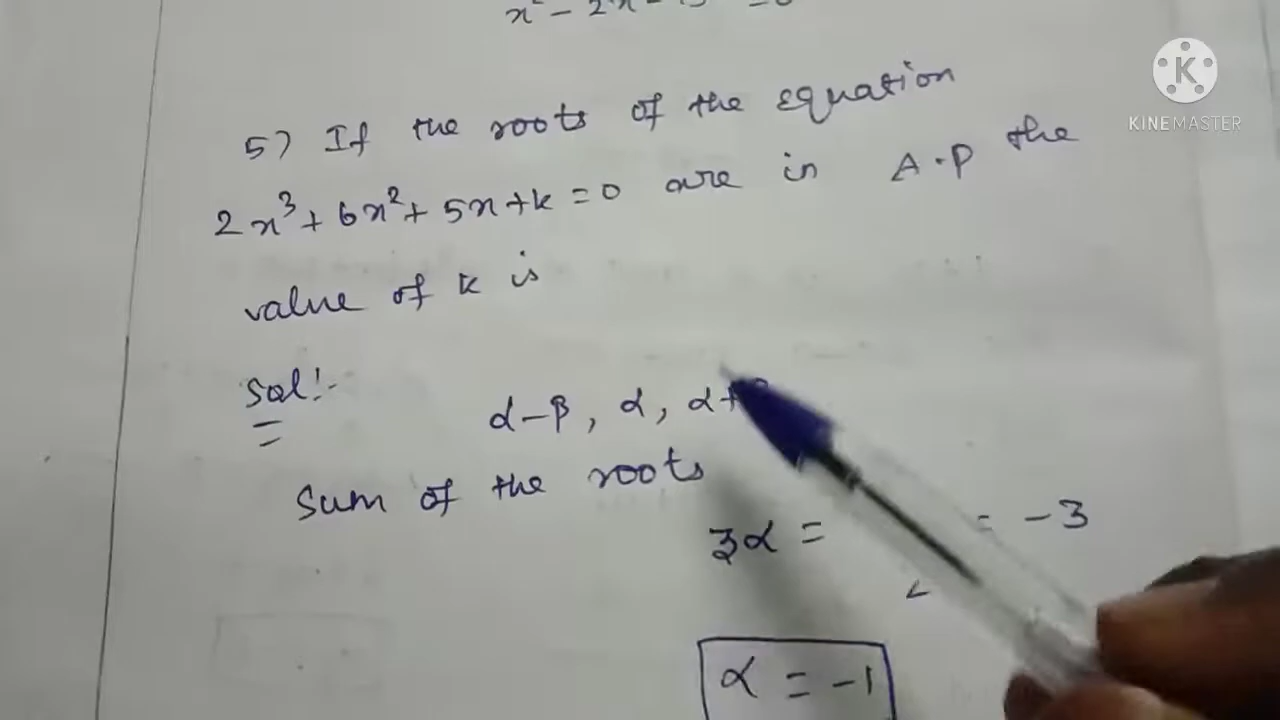 5) If the roots of the equation
2x³ + 6x² + 5x + k = 0 are in A.P the
value of k is
Sol:-
α-β, α, α+
Sum of the roots
3α = = -3
α = -1
K
KINEMASTER